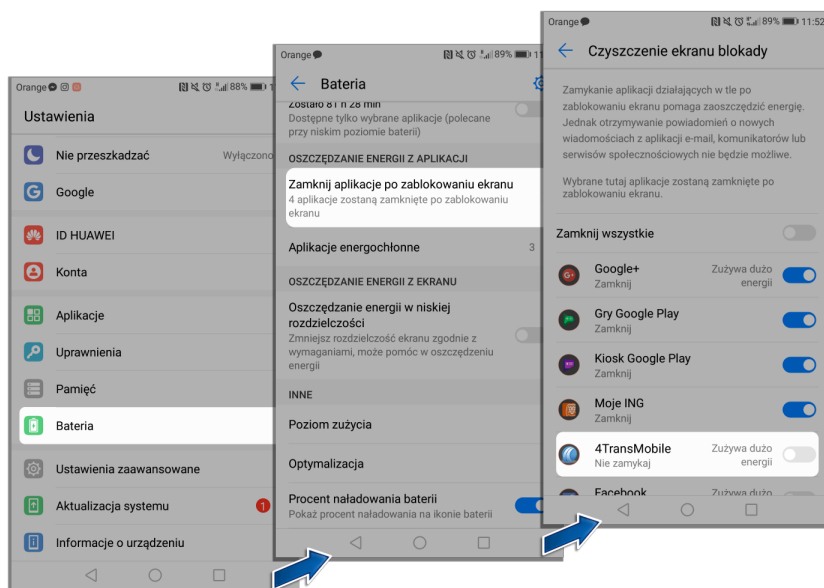 Orange 88%
Ustawienia
Nie przeszkadzać Wyłączono
Google
ID HUAWEI
Konta
Aplikacje
Uprawnienia
Pamięć
Bateria
Ustawienia zaawansowane
Aktualizacja systemu 1
Informacje o urządzeniu
Orange 89% 11
Bateria
Zostało 81 h 28 min
Dostępne tylko wybrane aplikacje (polecane
przy niskim poziomie baterii)
OSZCZĘDZANIE ENERGII Z APLIKACJI
Zamknij aplikacje po zablokowaniu ekranu
4 aplikacje zostaną zamknięte po zablokowaniu
ekranu
Aplikacje energochłonne 3
OSZCZĘDZANIE ENERGII Z EKRANU
Oszczędzanie energii w niskiej
rozdzielczości
Zmniejsz rozdzielczość ekranu zgodnie z
wymaganiami, może pomóc w oszczędzeniu
energii
INNE
Poziom zużycia
Optymalizacja
Procent naładowania baterii
Pokaż procent naładowania na ikonie baterii
Orange 89% 11:52
Czyszczenie ekranu blokady
Zamykanie aplikacji działających w tle po
zablokowaniu ekranu pomaga zaoszczędzić energię.
Jednak otrzymywanie powiadomień o nowych
wiadomościach z aplikacji e-mail, komunikatorów lub
serwisów społecznościowych nie będzie możliwe.
Wybrane tutaj aplikacje zostaną zamknięte po
zablokowaniu ekranu.
Zamknij wszystkie
Google+ Zużywa dużo
Zamknij energii
Gry Google Play
Zamknij
Kiosk Google Play
Zamknij
Moje ING
Zamknij
4TransMobile Zużywa dużo
Nie zamykaj energii
Facebook Zużywa dużo